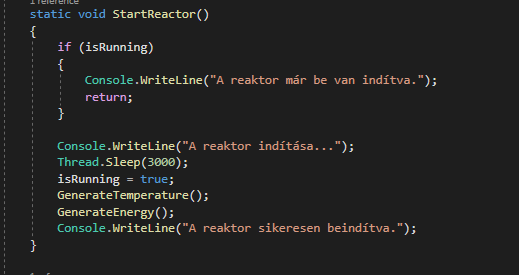 1 reference
static void StartReactor()
{
if (isRunning)
{
Console.WriteLine("A reaktor már be van indítva.");
return;
}
Console.WriteLine("A reaktor indítása...");
Thread.Sleep(3000);
isRunning = true;
GenerateTemperature();
GenerateEnergy();
Console.WriteLine("A reaktor sikeresen beindítva.");
}